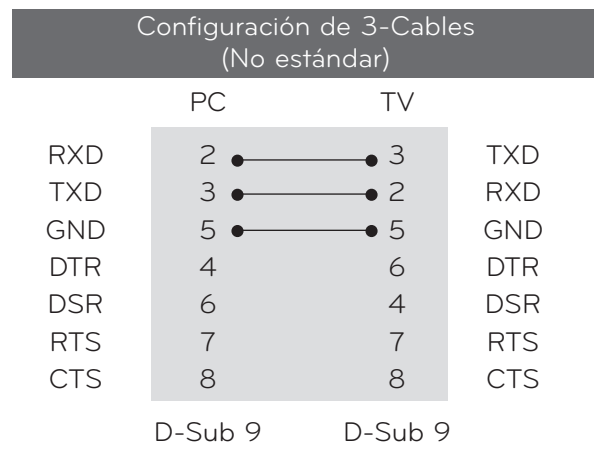 Configuración de 3-Cables
(No estándar)
PC TV
RXD 2 3 TXD
TXD 3 2 RXD
GND 5 5 GND
DTR 4 6 DTR
DSR 6 4 DSR
RTS 7 7 RTS
CTS 8 8 CTS
D-Sub 9 D-Sub 9